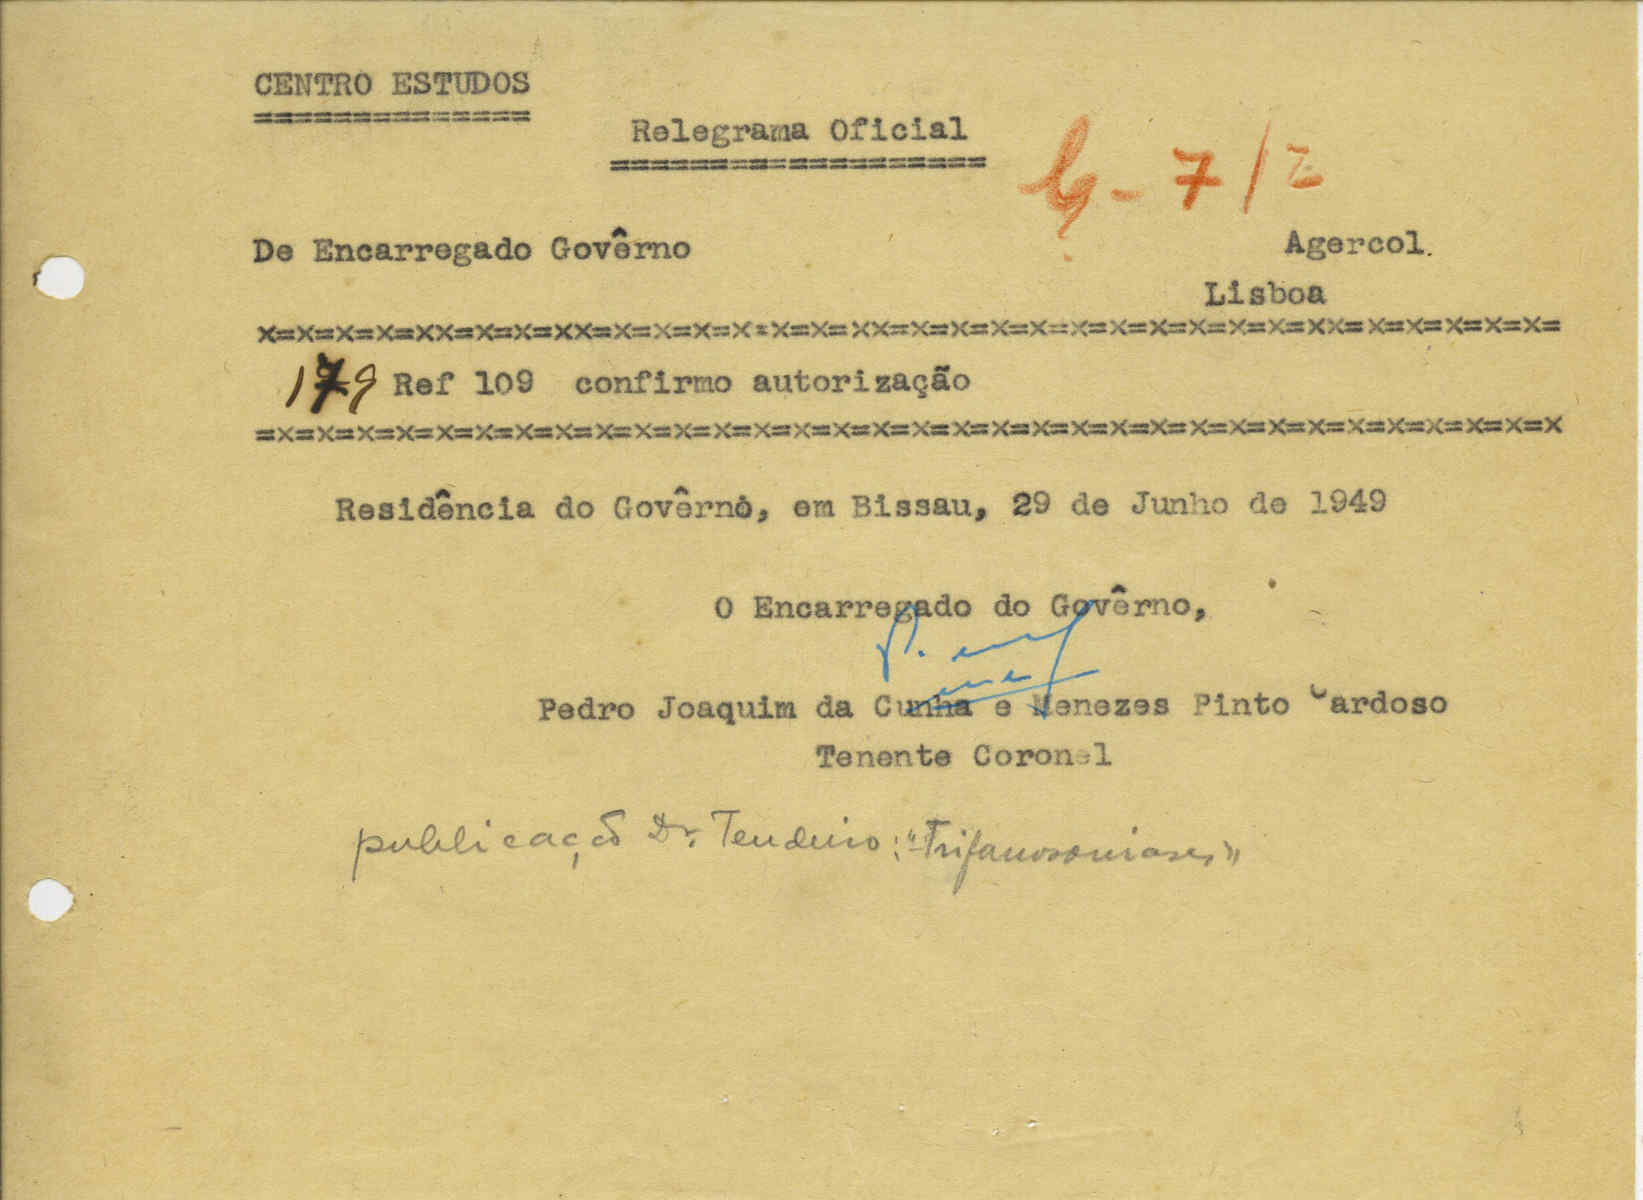 CENTRO ESTUDOS
==============
Relegrama Oficial
===================
G - 7/2
De Encarregado Govêrno Agercol.
Lisboa
x=x=x=x=xx=x=x=xx=x=x=x=x=x=x=xx=x=x=x=x=x=x=x=x=x=x=xx=x=x=x=x=x=
179 Ref 109 confirmo autorização
=x=x=x=x=x=x=x=x=x=x=x=x=x=x=x=x=x=x=x=x=x=x=x=x=x=x=x=x=x=x=x=x=x
Residência do Govêrno, em Bissau, 29 de Junho de 1949
O Encarregado do Govêrno,
Pedro Joaquim da Cunha e Menezes Pinto Cardoso
Tenente Coronel
publicação Dr. Tendeiro: "Tripanosomiases"